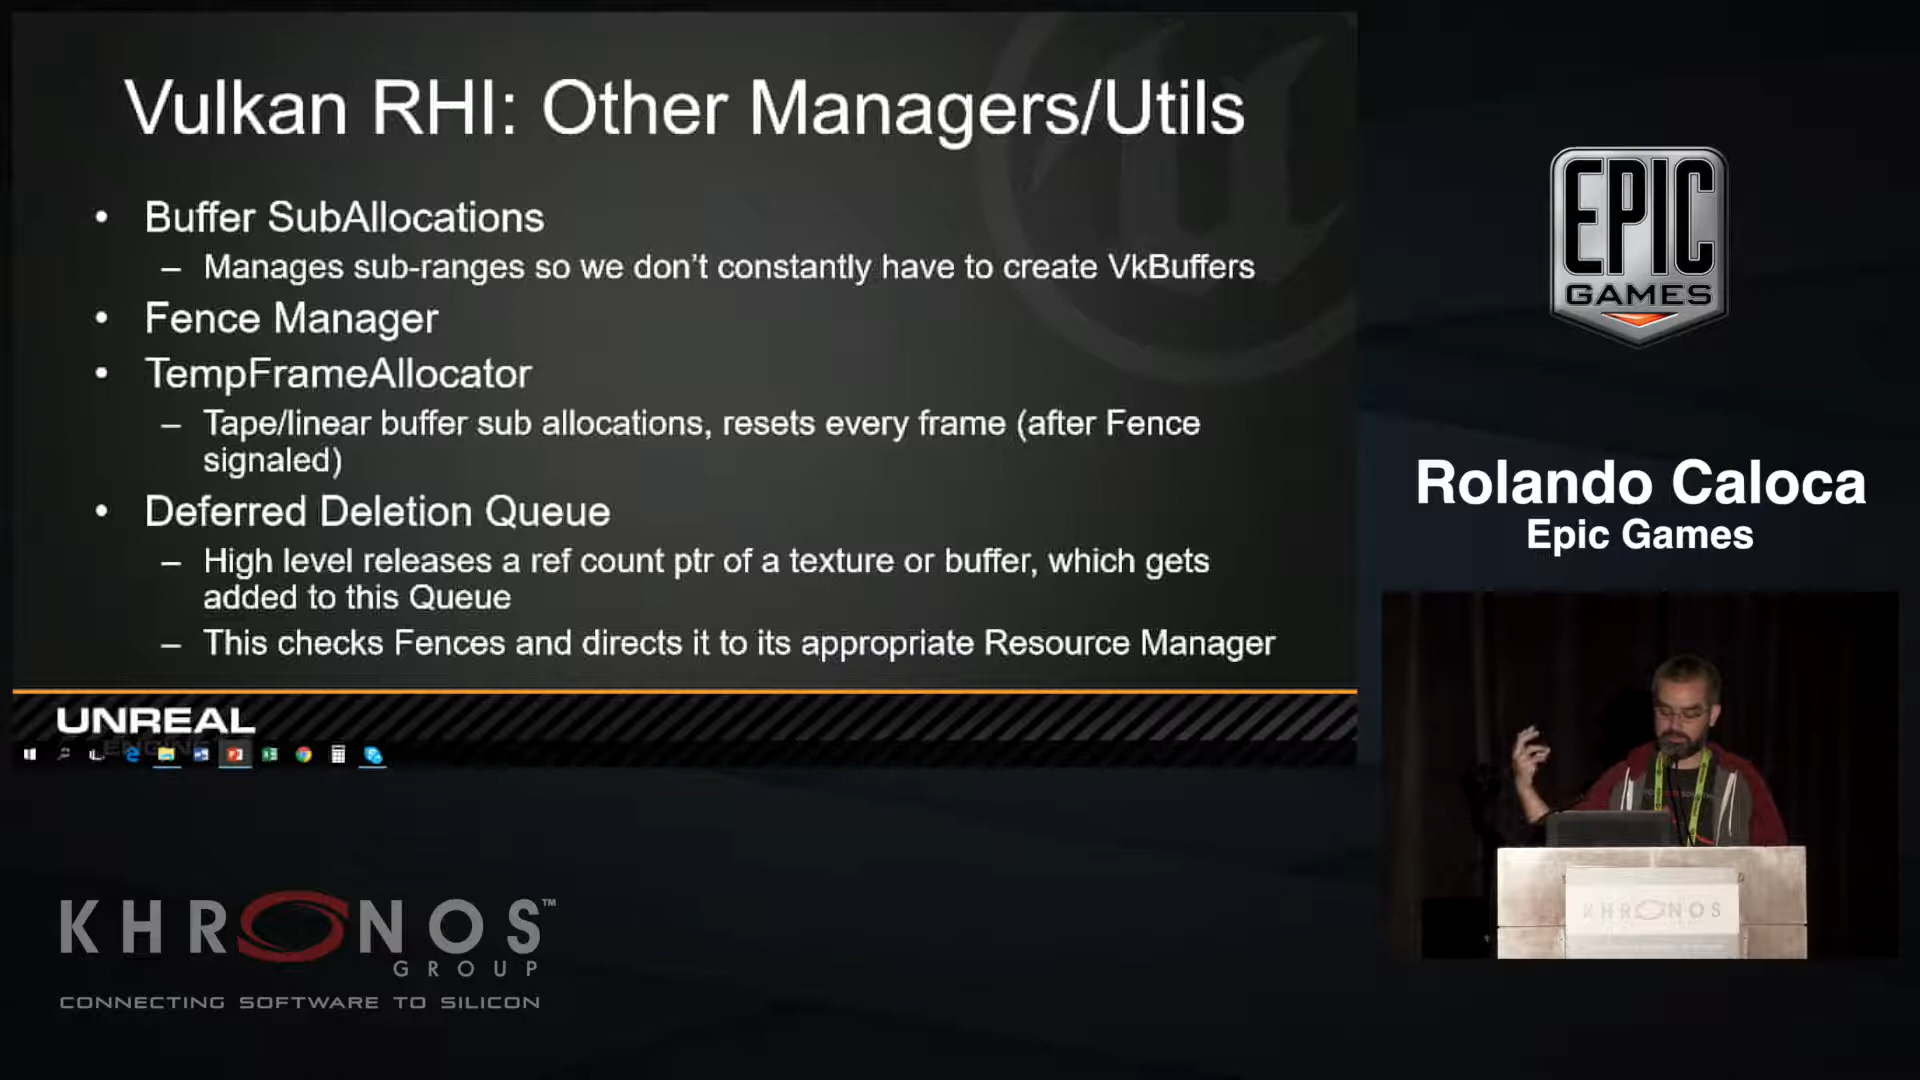 Vulkan RHI: Other Managers/Utils
• Buffer SubAllocations
– Manages sub-ranges so we don't constantly have to create VkBuffers
• Fence Manager
• TempFrameAllocator
– Tape/linear buffer sub allocations, resets every frame (after Fence
signaled)
• Deferred Deletion Queue
– High level releases a ref count ptr of a texture or buffer, which gets
added to this Queue
– This checks Fences and directs it to its appropriate Resource Manager
UNREAL
ENGINE
EPIC
GAMES
Rolando Caloca
Epic Games
KHRONOS
KHRONOS™
GROUP
CONNECTING SOFTWARE TO SILICON